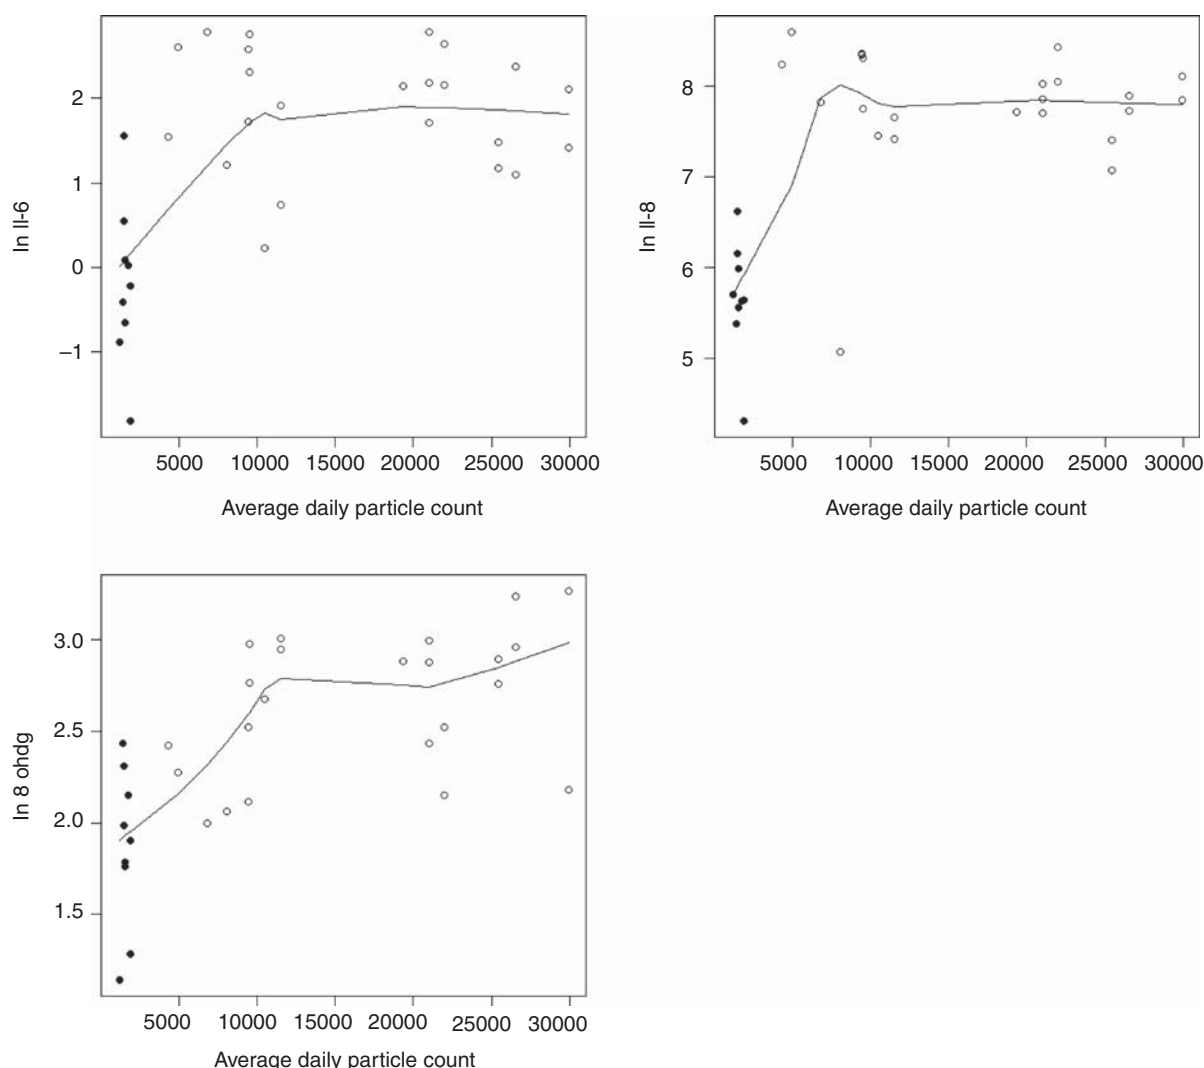 ln Il-6
2
1
0
–1
5000 10000 15000 20000 25000 30000
Average daily particle count
ln Il-8
8
7
6
5
5000 10000 15000 20000 25000 30000
Average daily particle count
ln 8 ohdg
3.0
2.5
2.0
1.5
5000 10000 15000 20000 25000 30000
Average daily particle count